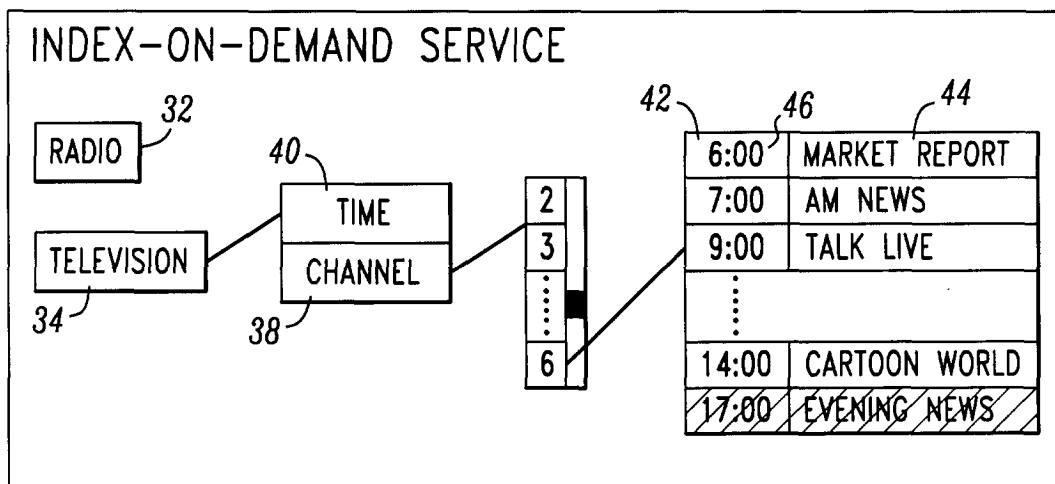 INDEX-ON-DEMAND SERVICE
32
RADIO
40
TIME
CHANNEL
38
TELEVISION
34
2
3
6
42 46 44
6:00 MARKET REPORT
7:00 AM NEWS
9:00 TALK LIVE
14:00 CARTOON WORLD
17:00 EVENING NEWS